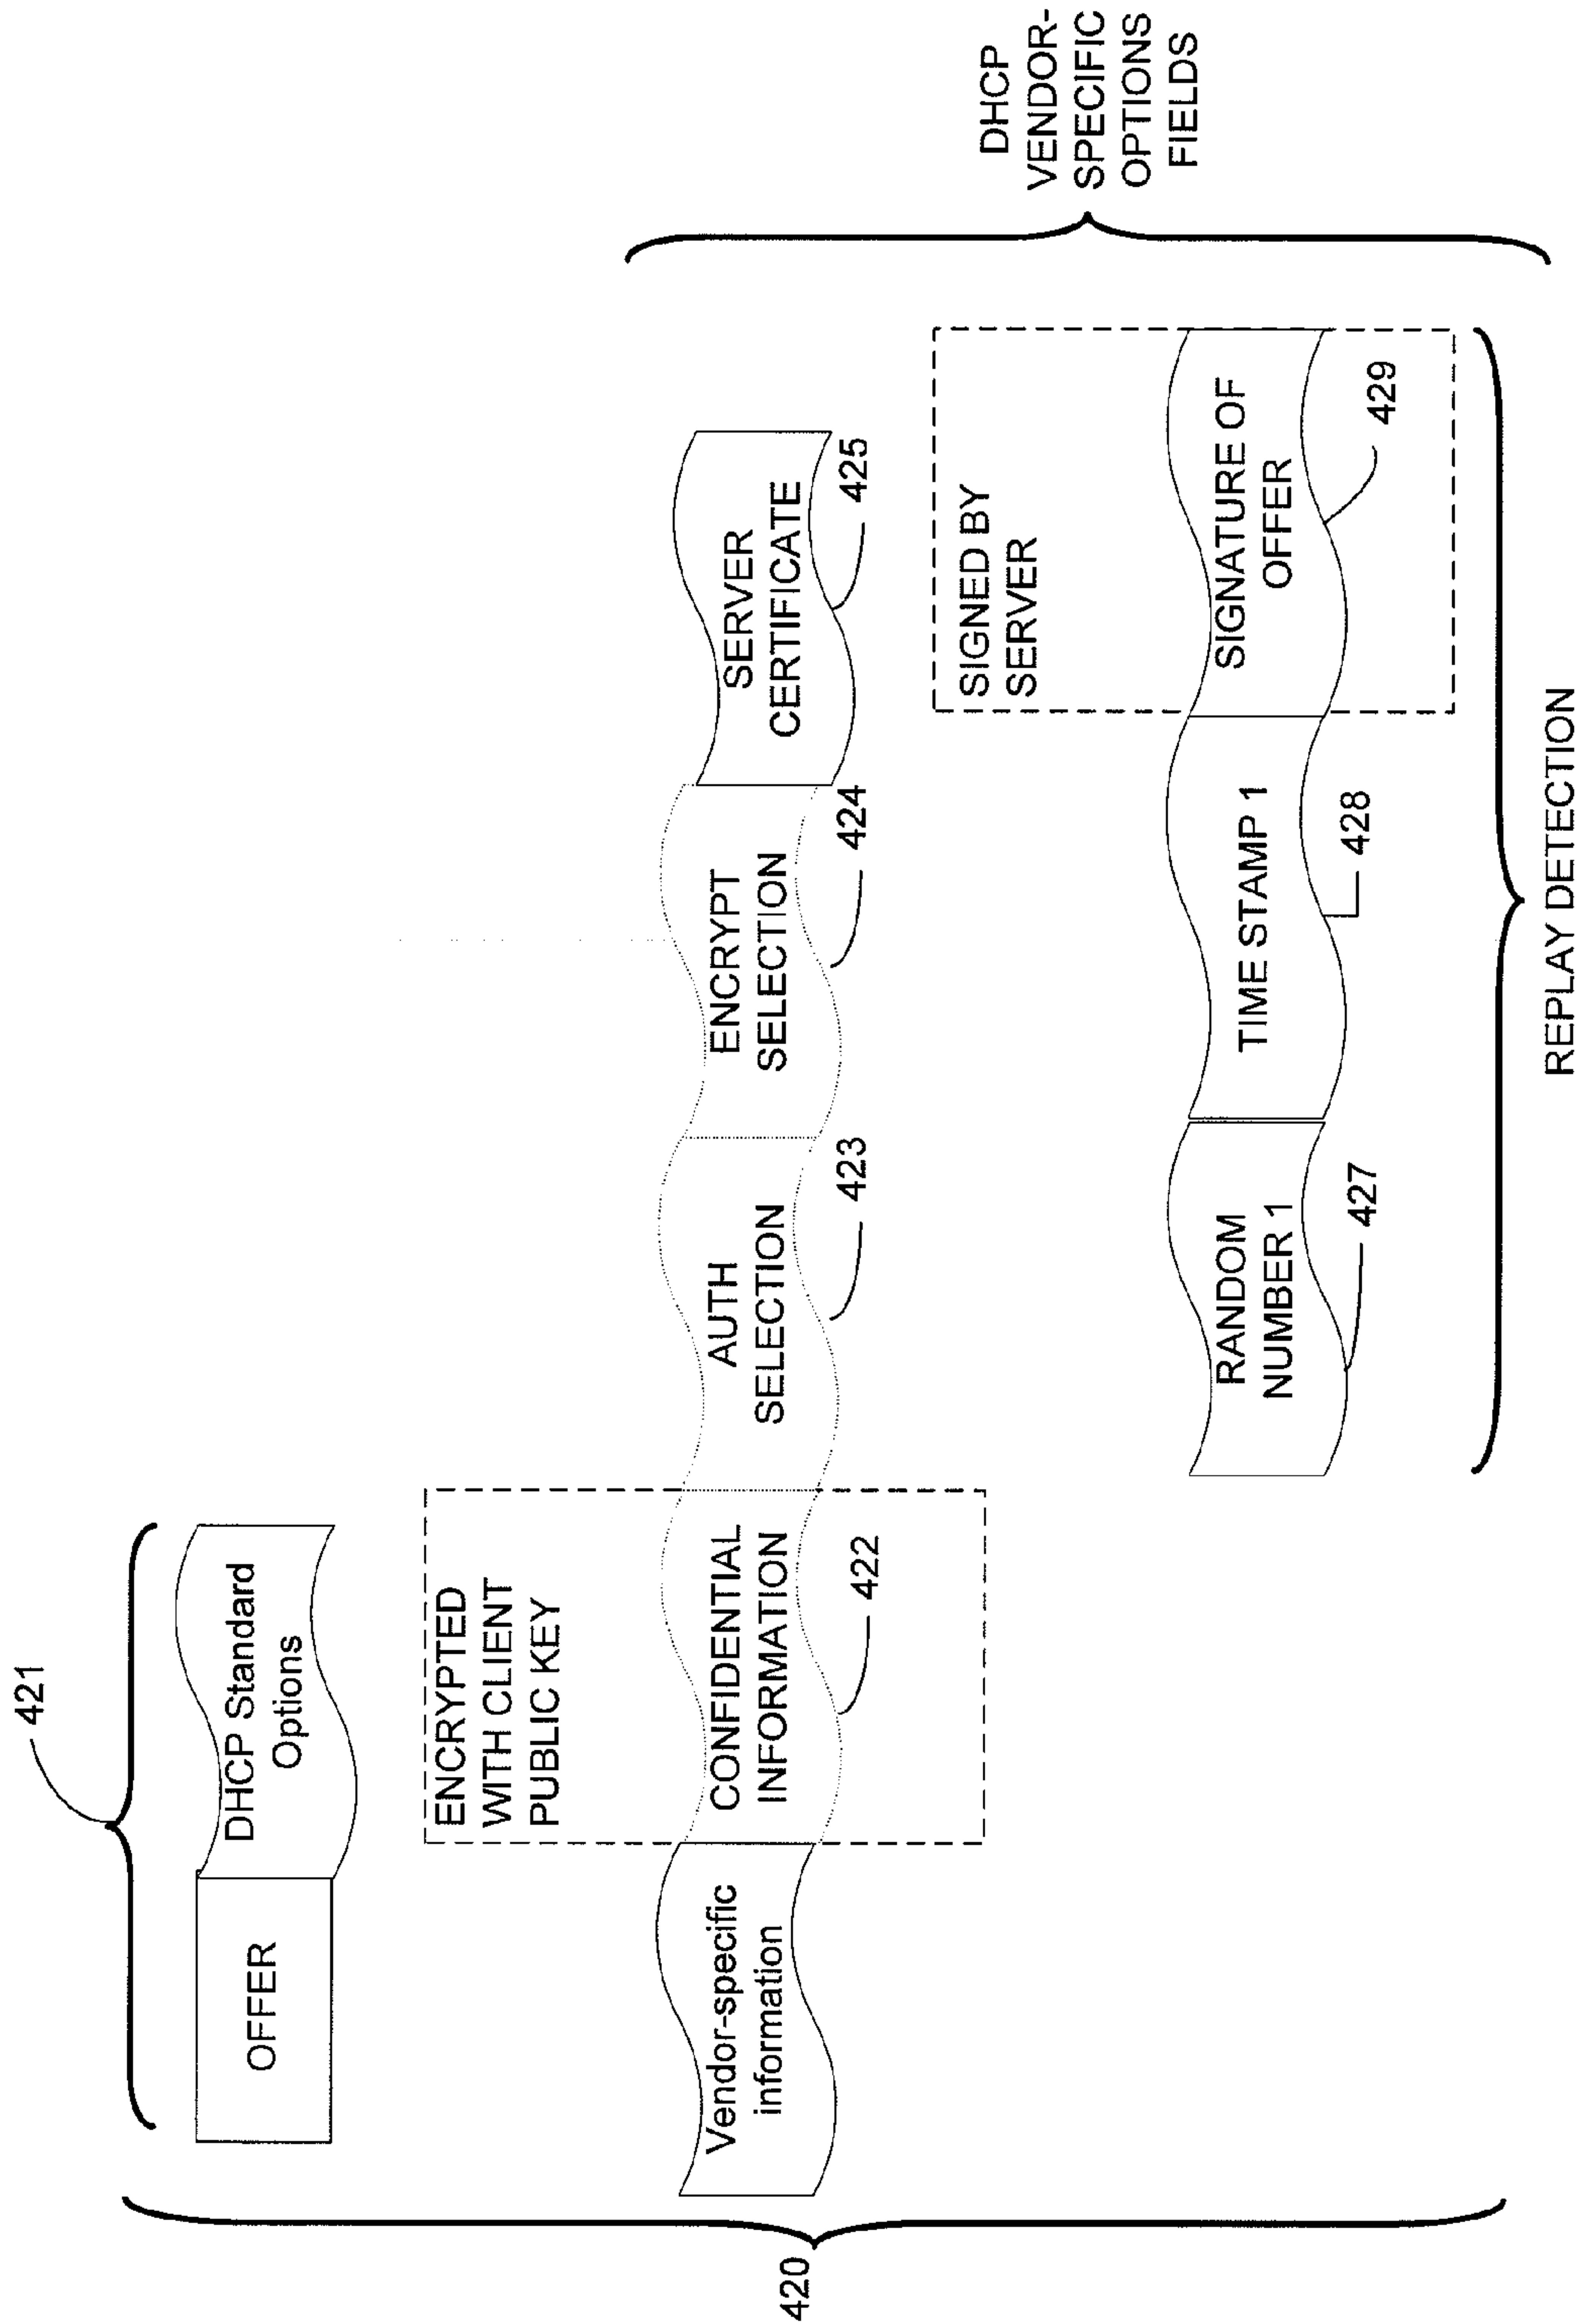 421
OFFER
DHCP Standard
Options
ENCRYPTED
WITH CLIENT
PUBLIC KEY
420
Vendor-specific
information
CONFIDENTIAL
INFORMATION
422
AUTH
SELECTION
423
ENCRYPT
SELECTION
424
SERVER
CERTIFICATE
425
DHCP
VENDOR-
SPECIFIC
OPTIONS
FIELDS
SIGNED BY
SERVER
RANDOM
NUMBER 1
427
TIME STAMP 1
428
SIGNATURE OF
OFFER
429
REPLAY DETECTION